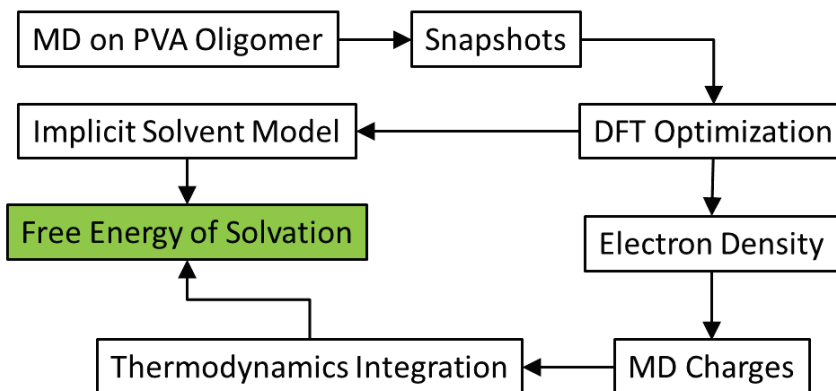 MD on PVA Oligomer
Snapshots
Implicit Solvent Model
DFT Optimization
Free Energy of Solvation
Electron Density
Thermodynamics Integration
MD Charges